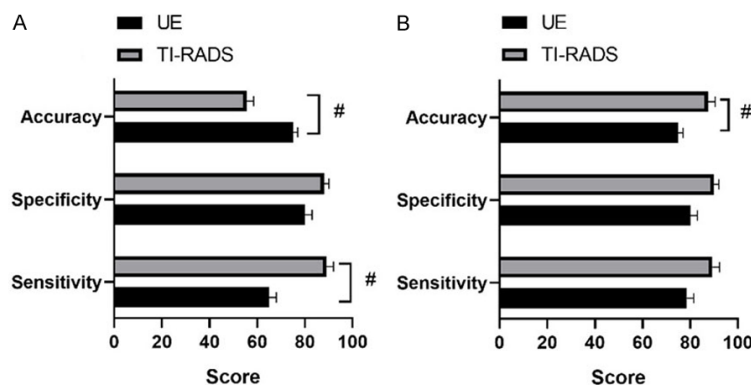 A
UE
TI-RADS
Accuracy
#
Specificity
Sensitivity
#
0 20 40 60 80 100
Score
B
UE
TI-RADS
Accuracy
#
Specificity
Sensitivity
0 20 40 60 80 100
Score